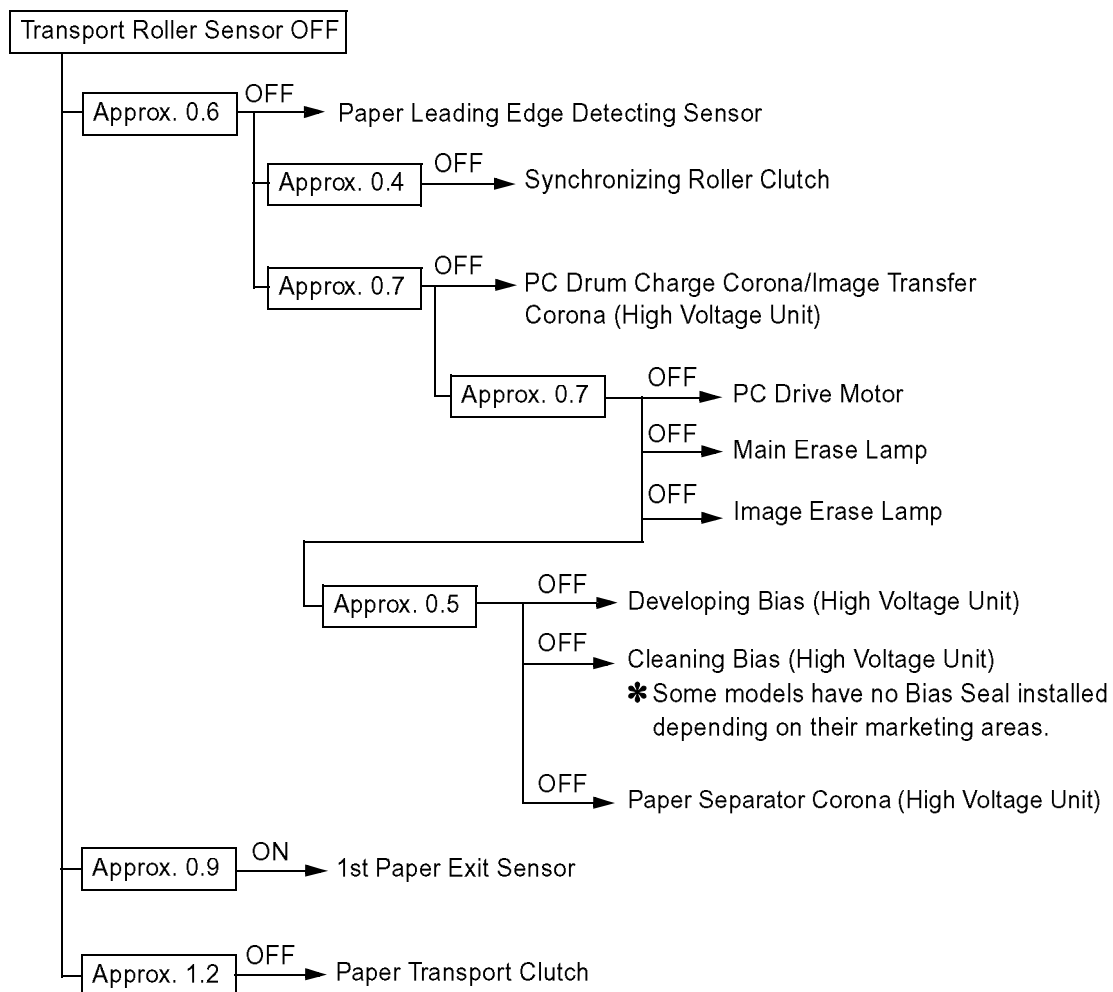 Transport Roller Sensor OFF
Approx. 0.6
OFF
Paper Leading Edge Detecting Sensor
Approx. 0.4
OFF
Synchronizing Roller Clutch
Approx. 0.7
OFF
PC Drum Charge Corona/Image Transfer
Corona (High Voltage Unit)
Approx. 0.7
OFF
PC Drive Motor
OFF
Main Erase Lamp
OFF
Image Erase Lamp
Approx. 0.5
OFF
Developing Bias (High Voltage Unit)
OFF
Cleaning Bias (High Voltage Unit)
✽ Some models have no Bias Seal installed
depending on their marketing areas.
OFF
Paper Separator Corona (High Voltage Unit)
Approx. 0.9
ON
1st Paper Exit Sensor
Approx. 1.2
OFF
Paper Transport Clutch